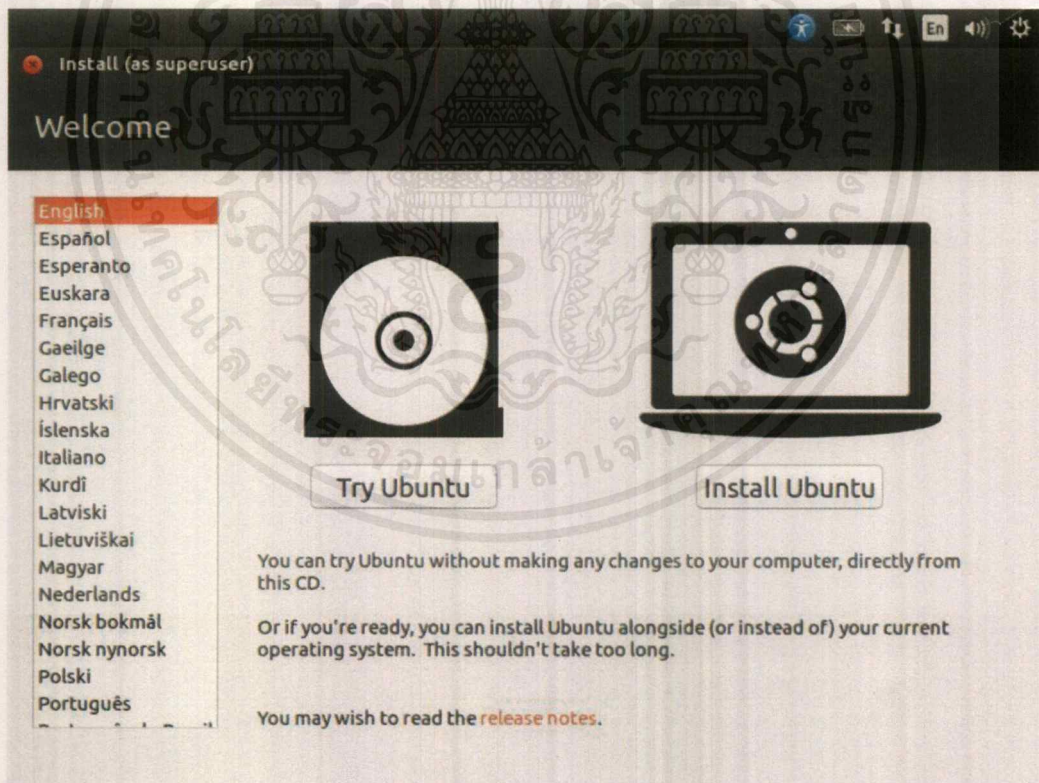 En
Install (as superuser)
Welcome
English
Español
Esperanto
Euskara
Français
Gaeilge
Galego
Hrvatski
Íslenska
Italiano
Kurdî
Latviski
Lietuviškai
Magyar
Nederlands
Norsk bokmål
Norsk nynorsk
Polski
Português
Try Ubuntu
Install Ubuntu
You can try Ubuntu without making any changes to your computer, directly from
this CD.
Or if you're ready, you can install Ubuntu alongside (or instead of) your current
operating system. This shouldn't take too long.
You may wish to read the release notes.